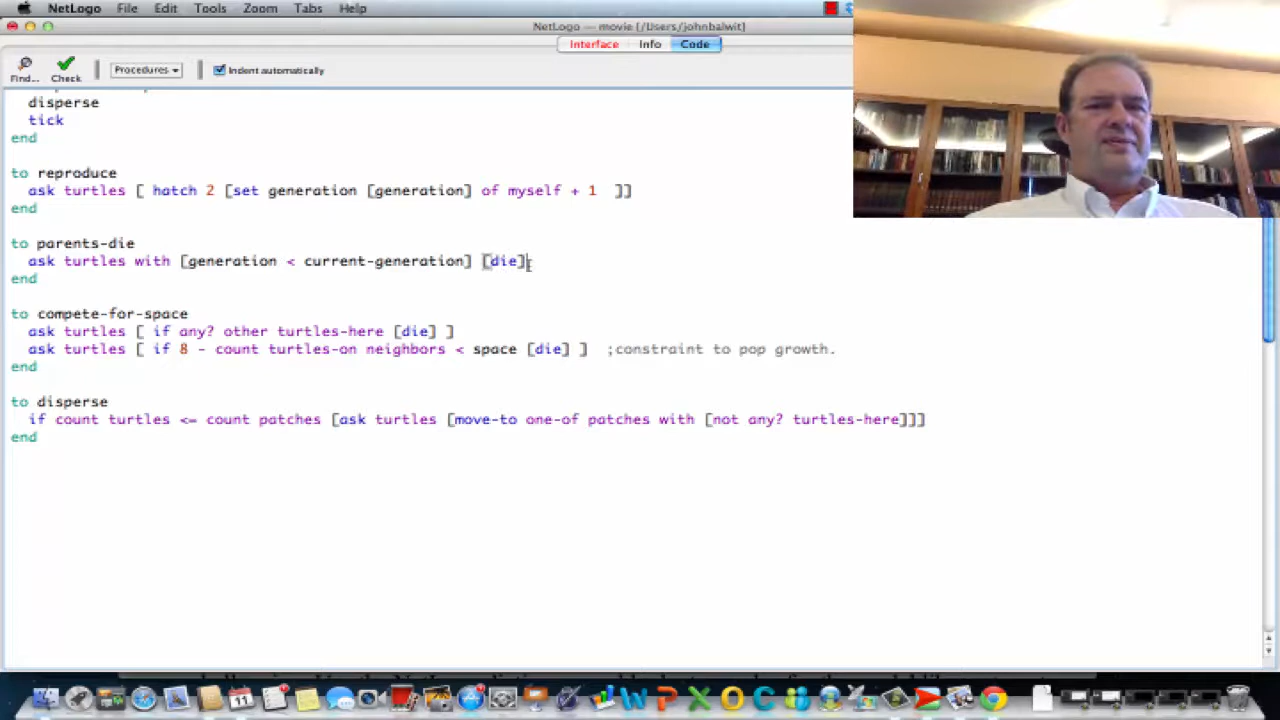 NetLogo File Edit Tools Zoom Tabs Help
NetLogo — movie [/Users/johnbalwit]
Interface Info Code
Find... Check Procedures Indent automatically
disperse
tick
end
to reproduce
ask turtles [ hatch 2 [set generation [generation] of myself + 1 ]]
end
to parents-die
ask turtles with [generation < current-generation] [die]
end
to compete-for-space
ask turtles [ if any? other turtles-here [die] ]
ask turtles [ if 8 - count turtles-on neighbors < space [die] ] ;constraint to pop growth.
end
to disperse
if count turtles <= count patches [ask turtles [move-to one-of patches with [not any? turtles-here]]]
end